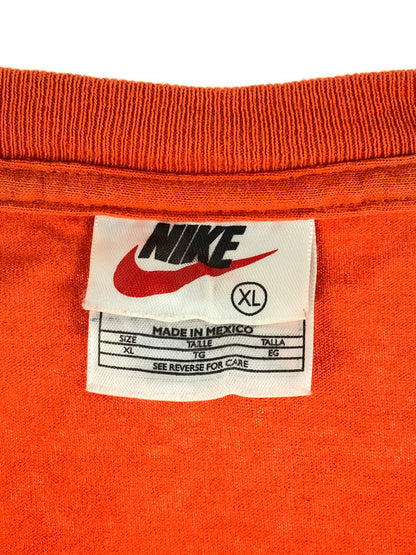 NIKE
XL
MADE IN MEXICO
SIZE TAILLE TALLA
XL TG EG
SEE REVERSE FOR CARE